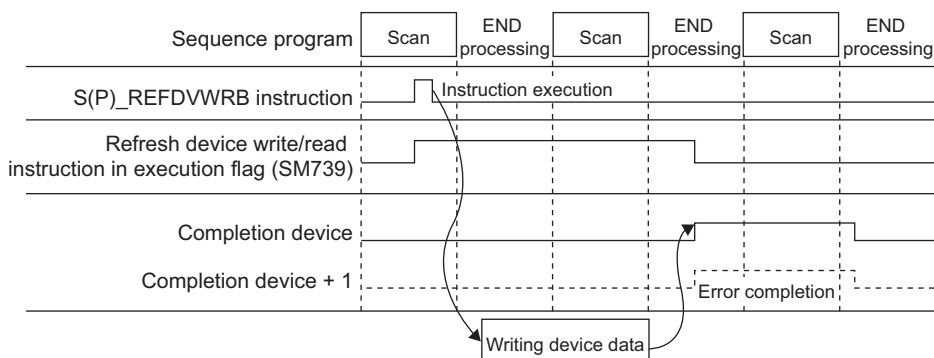 Sequence program
Scan
END
processing
Scan
END
processing
Scan
END
processing
S(P)_REFDVWRB instruction
Instruction execution
Refresh device write/read
instruction in execution flag (SM739)
Completion device
Completion device + 1
Error completion
Writing device data